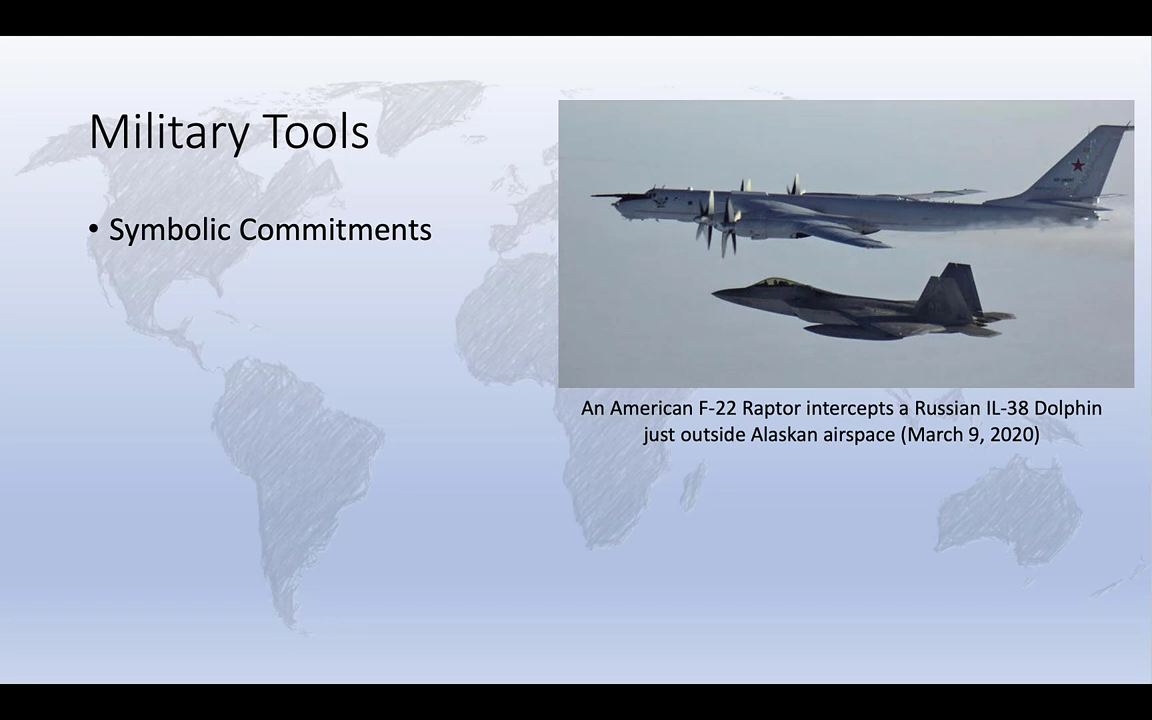 Military Tools
• Symbolic Commitments
An American F-22 Raptor intercepts a Russian IL-38 Dolphin
just outside Alaskan airspace (March 9, 2020)